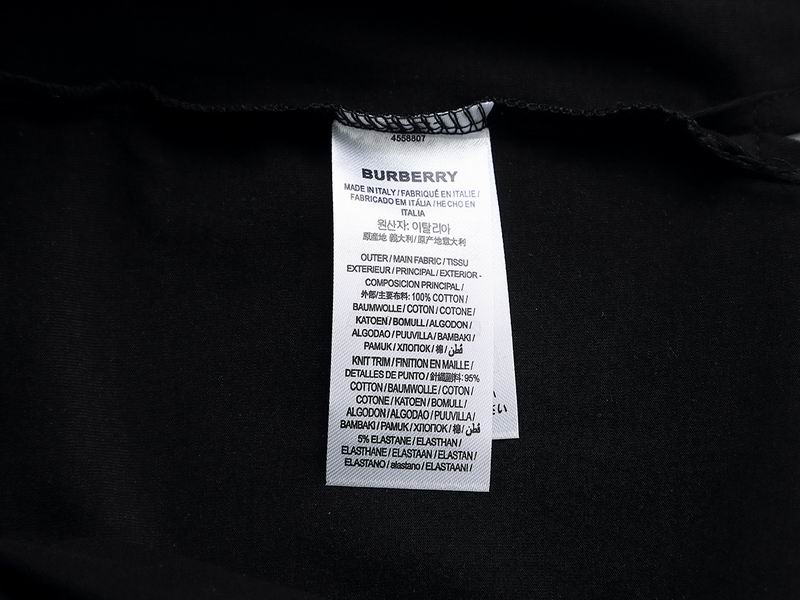 4558807
BURBERRY
MADE IN ITALY / FABRIQUÉ EN ITALIE /
FABRICADO EM ITÁLIA / HECHO EN
ITALIA
원산자: 이탈리아
原產地 義大利 / 原产地意大利
OUTER / MAIN FABRIC / TISSU
EXTERIEUR / PRINCIPAL / EXTERIOR -
COMPOSICION PRINCIPAL /
外部/主要布料: 100% COTTON /
BAUMWOLLE / COTON / COTONE /
KATOEN / BOMULL / ALGODON /
ALGODAO / PUUVILLA / BAMBAKI /
PAMUK / ХЛОПОК / 棉 / قطن
KNIT TRIM / FINITION EN MAILLE /
DETALLES DE PUNTO / 針織副料: 95%
COTTON / BAUMWOLLE / COTON /
COTONE / KATOEN / BOMULL /
ALGODON / ALGODAO / PUUVILLA /
BAMBAKI / PAMUK / ХЛОПОК / 棉 / قطن
5% ELASTANE / ELASTHAN /
ELASTHANE / ELASTAAN / ELASTAN /
ELASTANO / alastano / ELASTAANI /